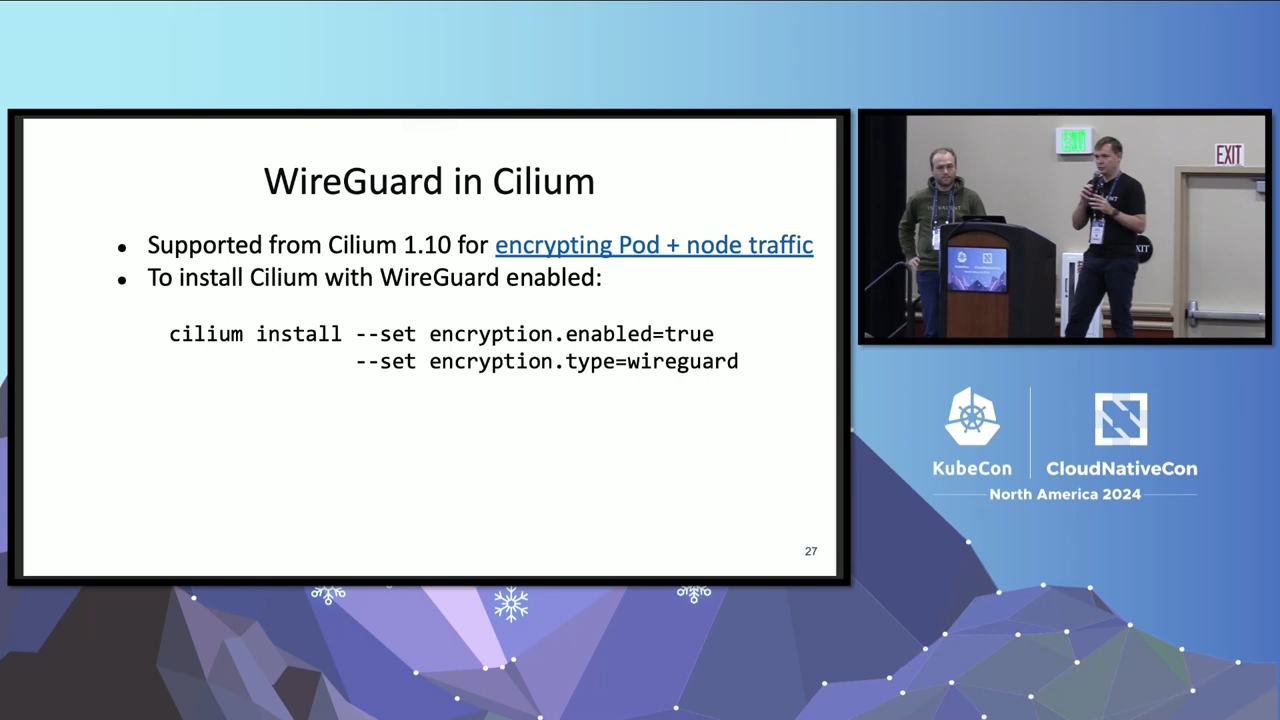 WireGuard in Cilium
• Supported from Cilium 1.10 for encrypting Pod + node traffic
• To install Cilium with WireGuard enabled:
cilium install --set encryption.enabled=true
--set encryption.type=wireguard
27
EXIT
KubeCon
CloudNativeCon
North America 2024